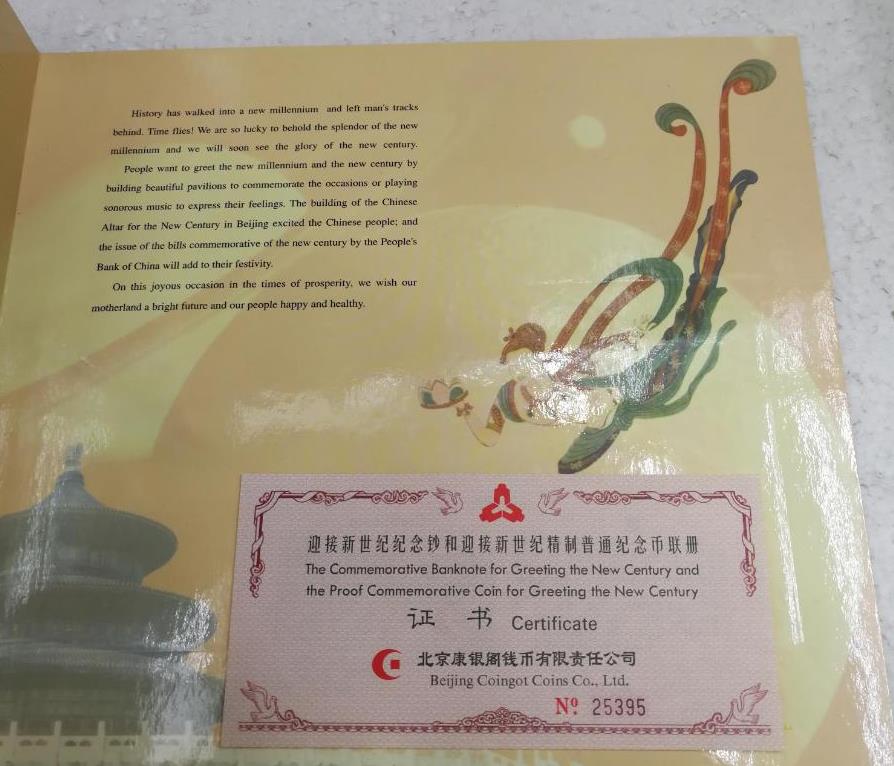 History has walked into a new millennium and left man's tracks
behind. Time flies! We are so lucky to behold the splendor of the new
millennium and we will soon see the glory of the new century.
People want to greet the new millennium and the new century by
building beautiful pavilions to commemorate the occasions or playing
sonorous music to express their feelings. The building of the Chinese
Altar for the New Century in Beijing excited the Chinese people; and
the issue of the bills commemorative of the new century by the People's
Bank of China will add to their festivity.
On this joyous occasion in the times of prosperity, we wish our
motherland a bright future and our people happy and healthy.
迎接新世纪纪念钞和迎接新世纪精制普通纪念币联册
The Commemorative Banknote for Greeting the New Century and
the Proof Commemorative Coin for Greeting the New Century
证 书 Certificate
北京康银阁钱币有限责任公司
Beijing Coingot Coins Co., Ltd.
Nº 25395